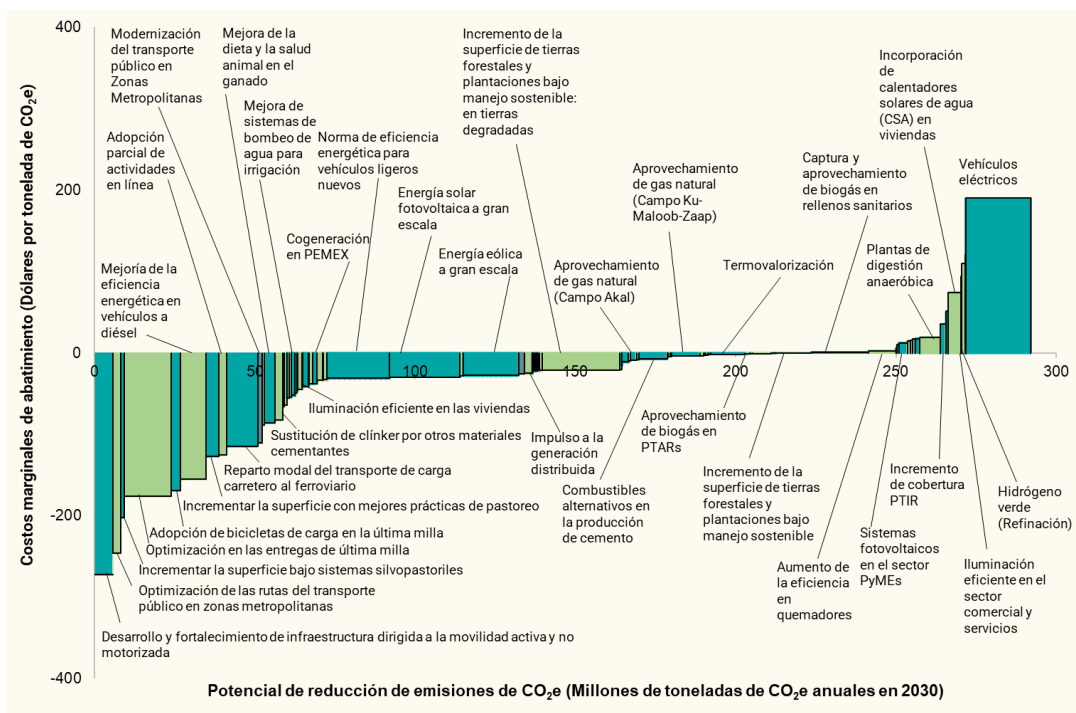 Costos marginales de abatimiento (Dólares por tonelada de CO₂e)
400
200
0
-200
-400
Modernización
del transporte
público en
Zonas
Metropolitanas
Mejora de la
dieta y la salud
animal en el
ganado
Incremento de la
superficie de tierras
forestales y
plantaciones bajo
manejo sostenible:
en tierras
degradadas
Incorporación
de
calentadores
solares de agua
(CSA) en
viviendas
Mejora de
sistemas de
bombeo de
agua para
irrigación
Adopción
parcial de
actividades
en línea
Norma de eficiencia
energética para
vehículos ligeros
nuevos
Aprovechamiento
de gas natural
(Campo Ku-
Maloob-Zaap)
Captura y
aprovechamiento
de biogás en
rellenos sanitarios
Vehículos
eléctricos
Energía solar
fotovoltaica a gran
escala
Cogeneración
en PEMEX
Energía eólica
a gran escala
Plantas de
digestión
anaeróbica
Mejoría de la
eficiencia
energética en
vehículos a
diésel
Aprovechamiento
de gas natural
(Campo Akal)
Termovalorización
0
50
100
150
200
250
300
Iluminación eficiente en las viviendas
Sustitución de clínker por otros materiales
cementantes
Reparto modal del transporte de carga
carretero al ferroviario
Incrementar la superficie con mejores prácticas de pastoreo
Adopción de bicicletas de carga en la última milla
Optimización en las entregas de última milla
Incrementar la superficie bajo sistemas silvopastoriles
Optimización de las rutas del transporte
público en zonas metropolitanas
Desarrollo y fortalecimiento de infraestructura dirigida a la movilidad activa y no
motorizada
Impulso a la
generación
distribuida
Combustibles
alternativos en
la producción
de cemento
Aprovechamiento
de biogás en
PTARs
Incremento de la
superficie de tierras
forestales y
plantaciones bajo
manejo sostenible
Aumento de
la eficiencia
en
quemadores
Sistemas
fotovoltaicos
en el sector
PyMEs
Incremento
de cobertura
PTIR
Iluminación
eficiente en el
sector
comercial y
servicios
Hidrógeno
verde
(Refinación)
Potencial de reducción de emisiones de CO₂e (Millones de toneladas de CO₂e anuales en 2030)